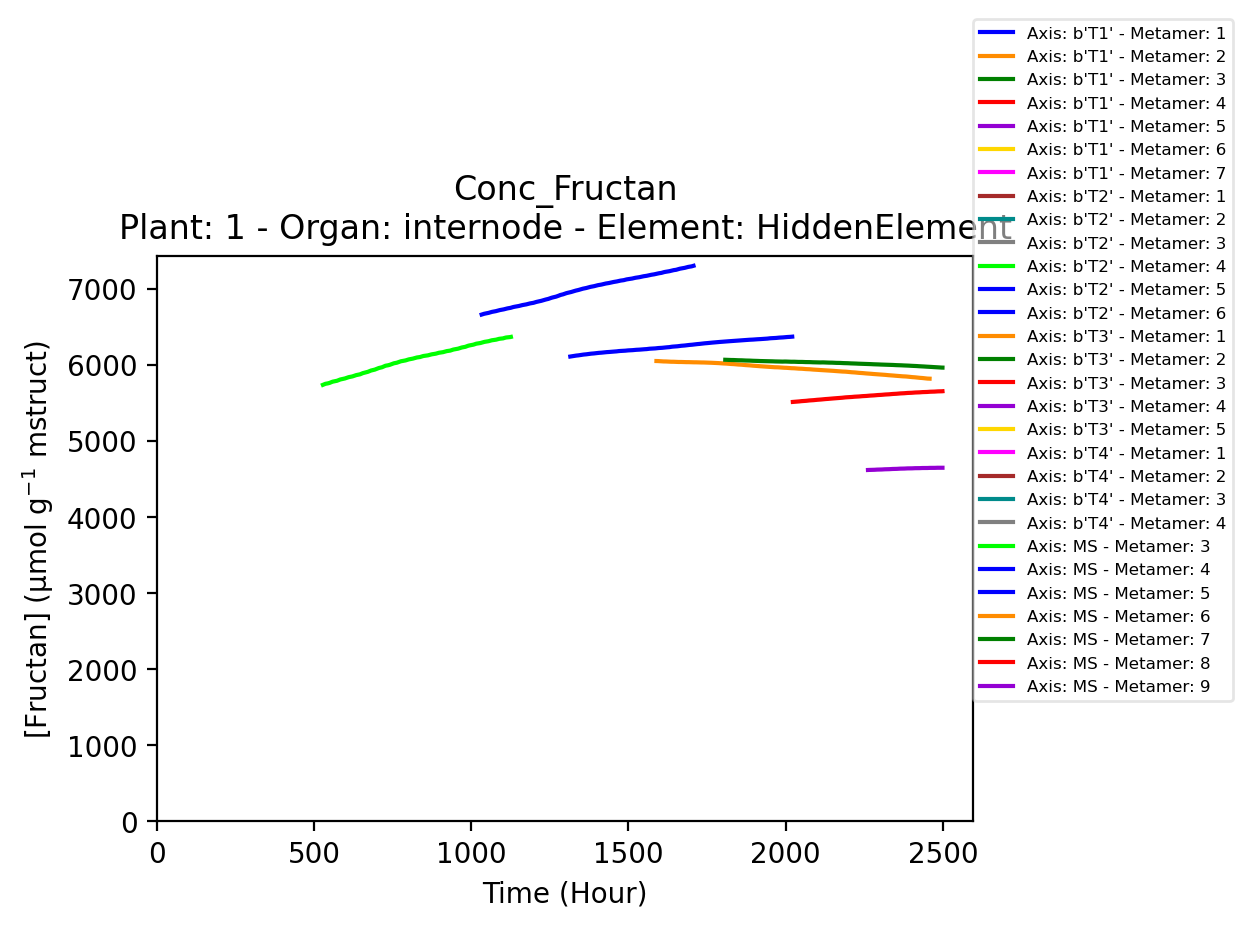 Conc_Fructan
Plant: 1 - Organ: internode - Element: HiddenElement
[Fructan] (µmol g⁻¹ mstruct)
7000
6000
5000
4000
3000
2000
1000
0
0 500 1000 1500 2000 2500
Time (Hour)
Axis: b'T1' - Metamer: 1
Axis: b'T1' - Metamer: 2
Axis: b'T1' - Metamer: 3
Axis: b'T1' - Metamer: 4
Axis: b'T1' - Metamer: 5
Axis: b'T1' - Metamer: 6
Axis: b'T1' - Metamer: 7
Axis: b'T2' - Metamer: 1
Axis: b'T2' - Metamer: 2
Axis: b'T2' - Metamer: 3
Axis: b'T2' - Metamer: 4
Axis: b'T2' - Metamer: 5
Axis: b'T2' - Metamer: 6
Axis: b'T3' - Metamer: 1
Axis: b'T3' - Metamer: 2
Axis: b'T3' - Metamer: 3
Axis: b'T3' - Metamer: 4
Axis: b'T3' - Metamer: 5
Axis: b'T4' - Metamer: 1
Axis: b'T4' - Metamer: 2
Axis: b'T4' - Metamer: 3
Axis: b'T4' - Metamer: 4
Axis: MS - Metamer: 3
Axis: MS - Metamer: 4
Axis: MS - Metamer: 5
Axis: MS - Metamer: 6
Axis: MS - Metamer: 7
Axis: MS - Metamer: 8
Axis: MS - Metamer: 9